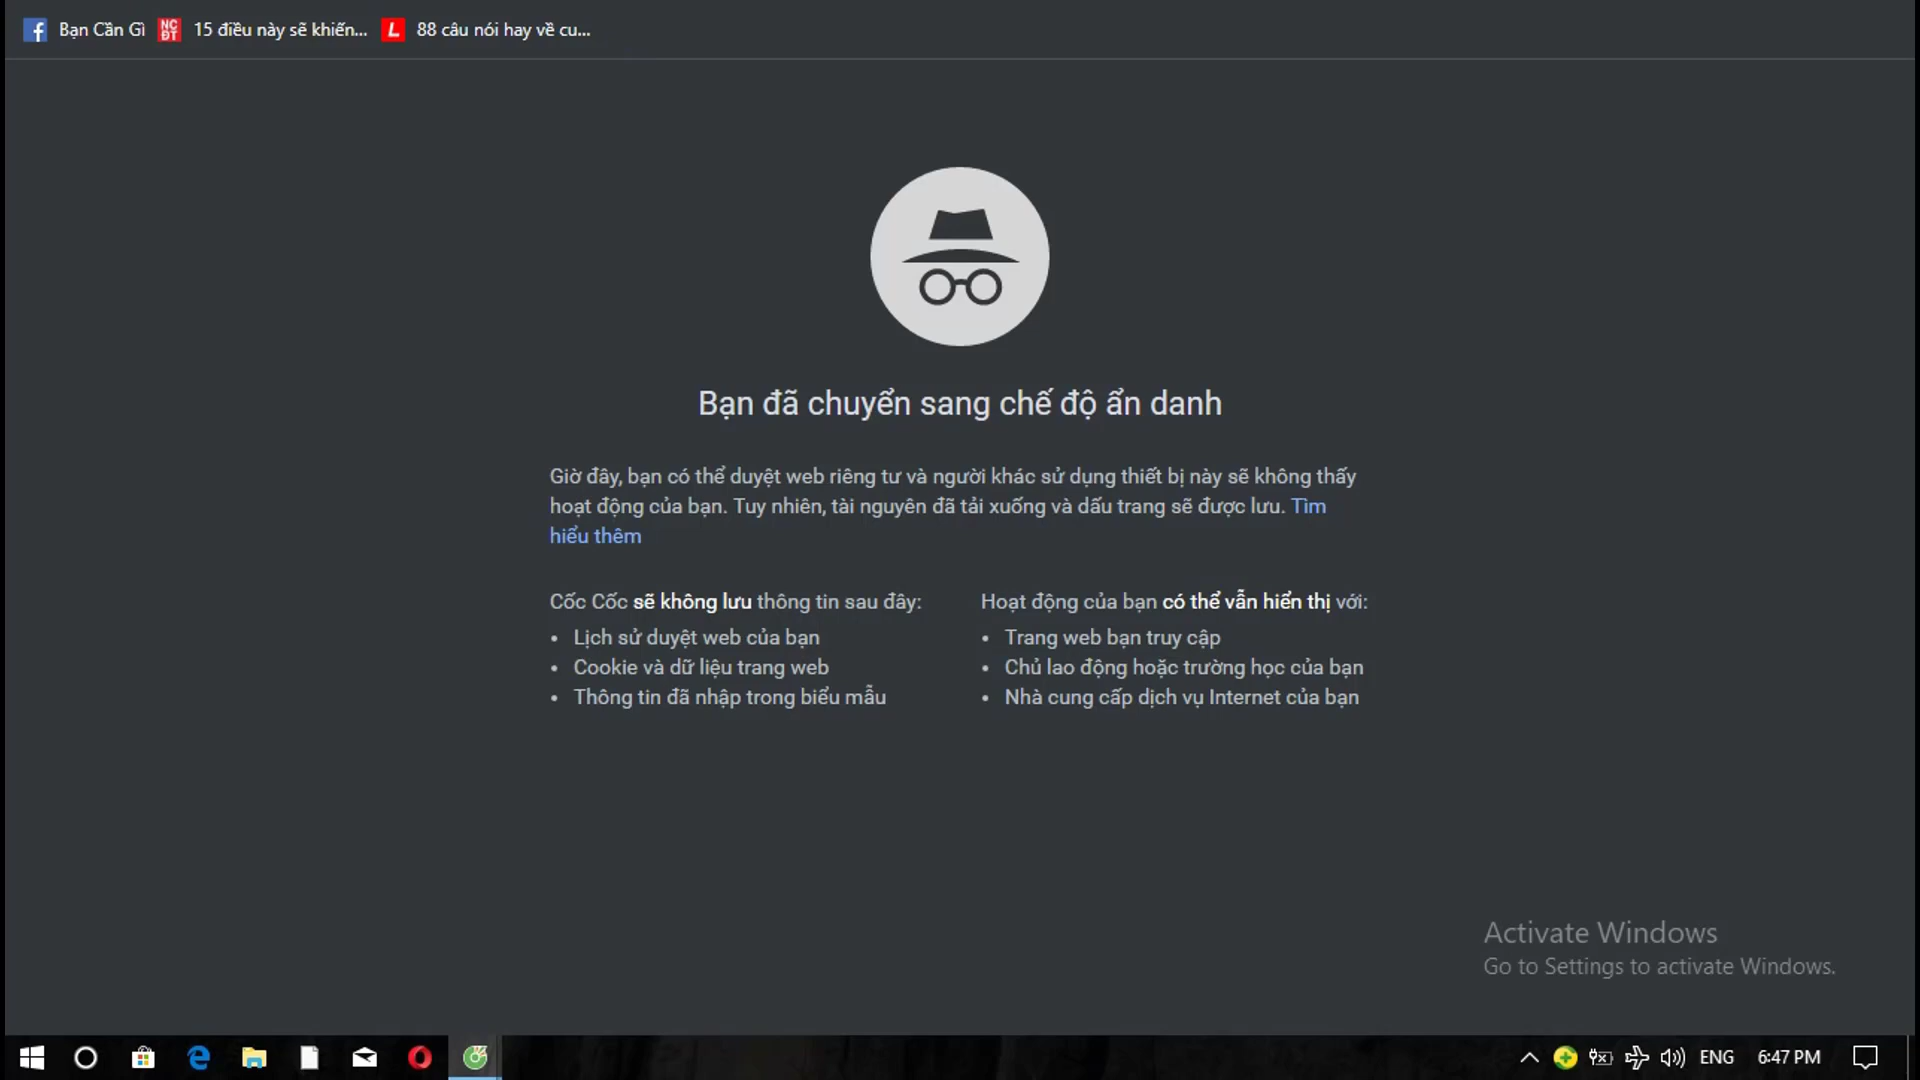 Bạn Cần Gì NC ĐT 15 điều này sẽ khiến... L 88 câu nói hay về cu...
Bạn đã chuyển sang chế độ ẩn danh
Giờ đây, bạn có thể duyệt web riêng tư và người khác sử dụng thiết bị này sẽ không thấy
hoạt động của bạn. Tuy nhiên, tài nguyên đã tải xuống và dấu trang sẽ được lưu. Tìm
hiểu thêm
Cốc Cốc sẽ không lưu thông tin sau đây:
• Lịch sử duyệt web của bạn
• Cookie và dữ liệu trang web
• Thông tin đã nhập trong biểu mẫu
Hoạt động của bạn có thể vẫn hiển thị với:
• Trang web bạn truy cập
• Chủ lao động hoặc trường học của bạn
• Nhà cung cấp dịch vụ Internet của bạn
Activate Windows
Go to Settings to activate Windows.
ENG 6:47 PM